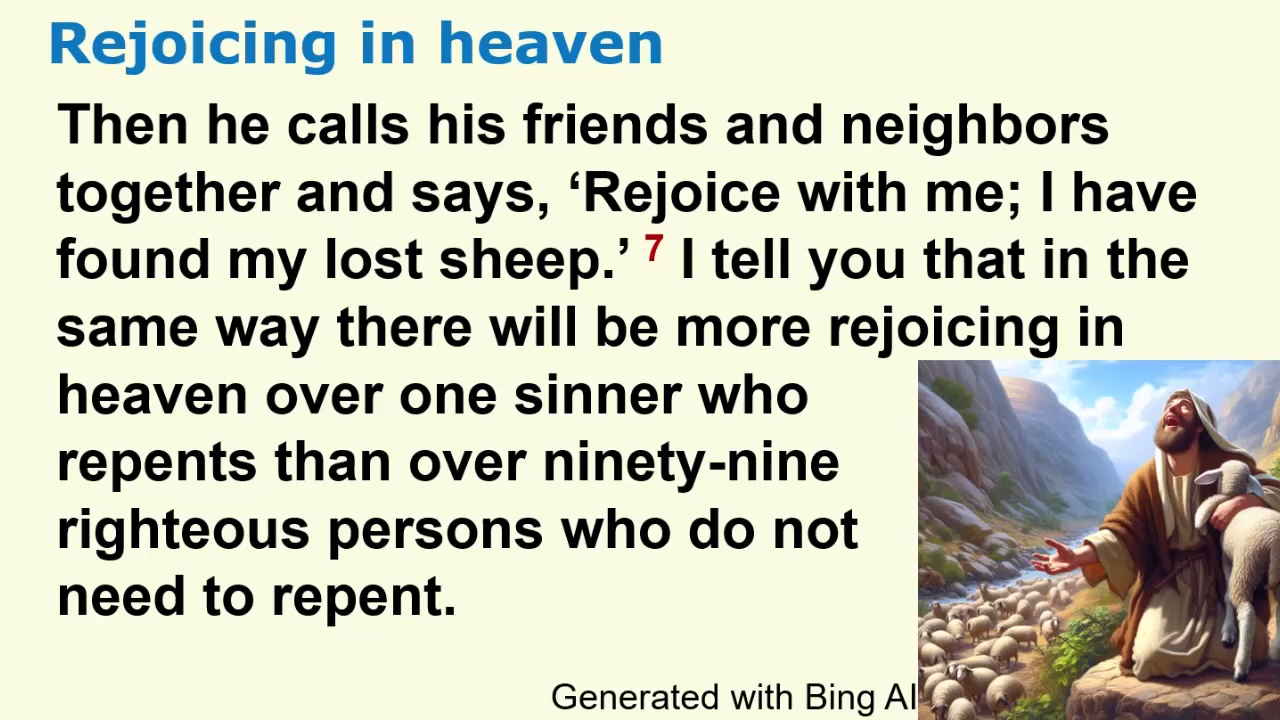 Rejoicing in heaven
Then he calls his friends and neighbors
together and says, ‘Rejoice with me; I have
found my lost sheep.’ 7 I tell you that in the
same way there will be more rejoicing in
heaven over one sinner who
repents than over ninety-nine
righteous persons who do not
need to repent.
Generated with Bing AI